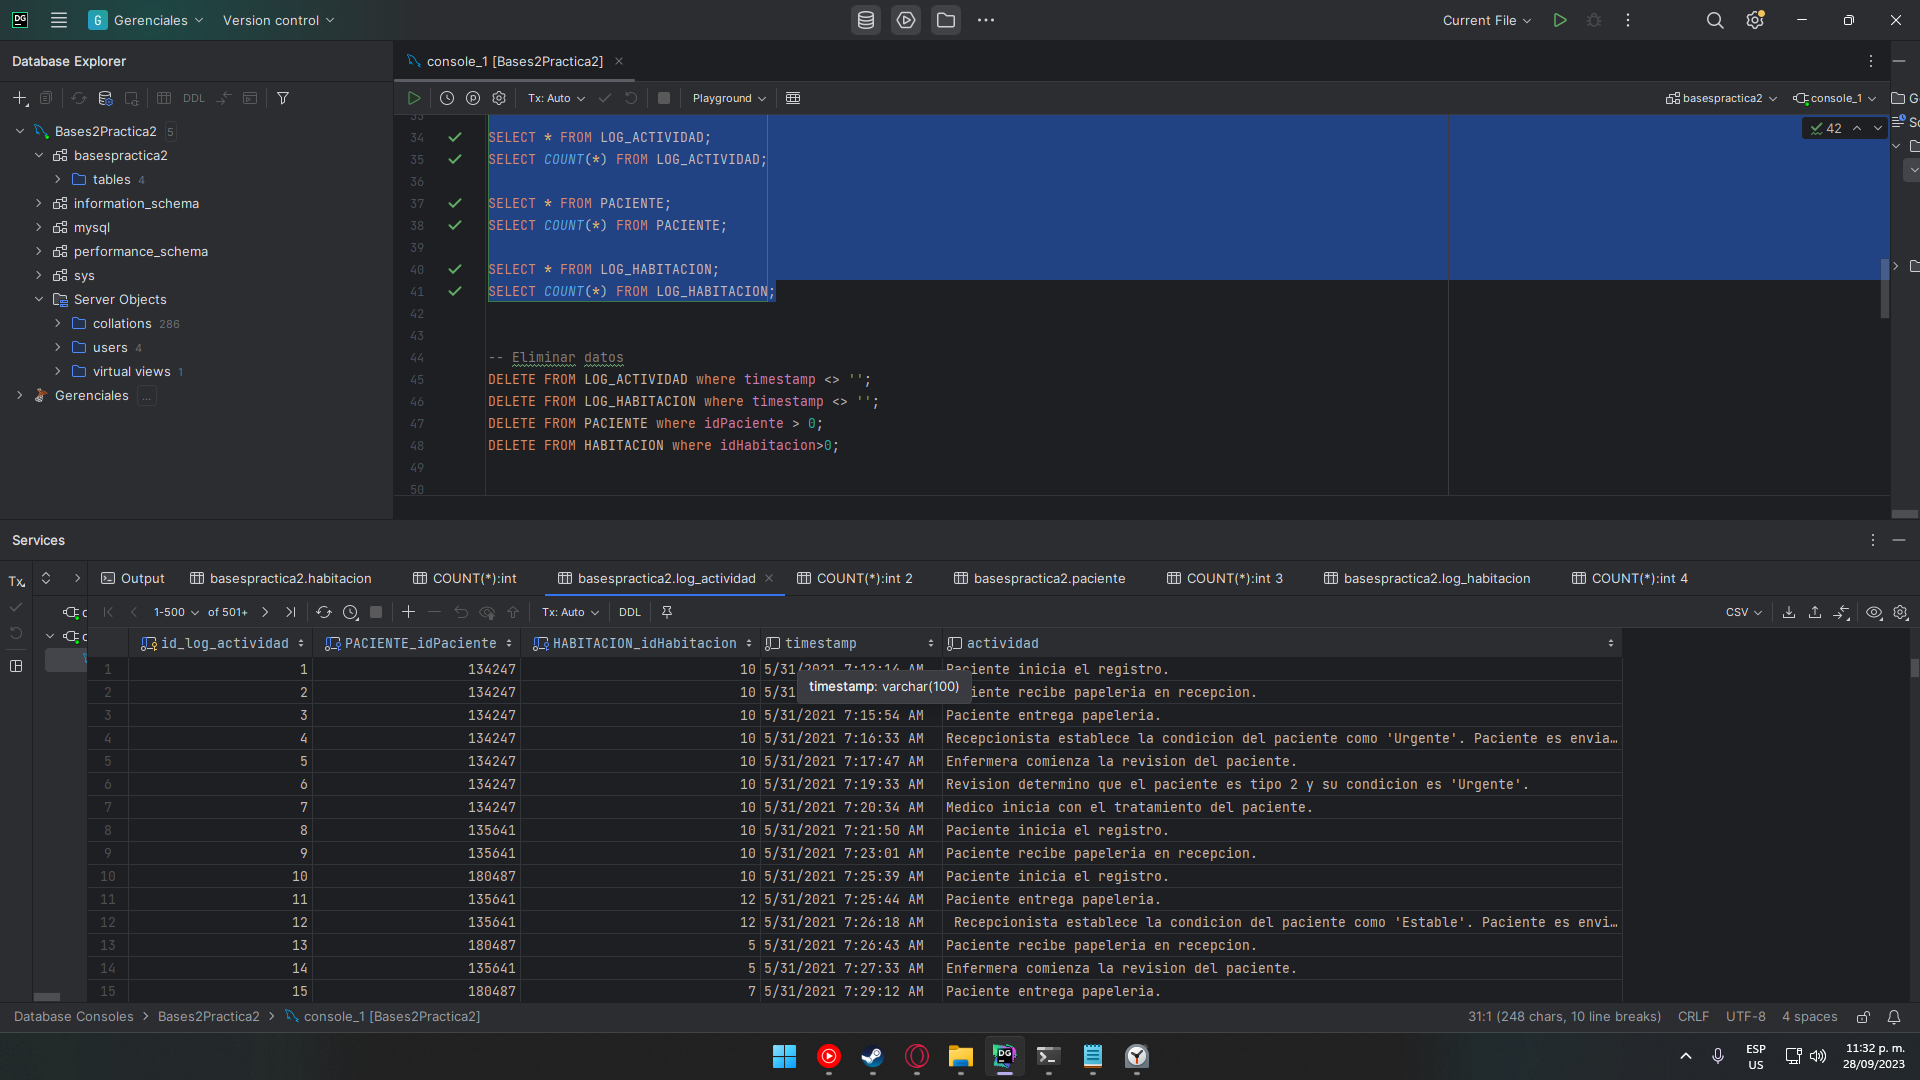 DG
G Gerenciales
Version control
Current File
Database Explorer
console_1 [Bases2Practica2]
DDL
Tx: Auto
Playground
basespractica2
console_1
Bases2Practica2 5
basespractica2
tables 4
information_schema
mysql
performance_schema
sys
Server Objects
collations 286
users 4
virtual views 1
Gerenciales ...
33
34 SELECT * FROM LOG_ACTIVIDAD;
35 SELECT COUNT(*) FROM LOG_ACTIVIDAD;
36
37 SELECT * FROM PACIENTE;
38 SELECT COUNT(*) FROM PACIENTE;
39
40 SELECT * FROM LOG_HABITACION;
41 SELECT COUNT(*) FROM LOG_HABITACION;
42
43
44 -- Eliminar datos
45 DELETE FROM LOG_ACTIVIDAD where timestamp <> '';
46 DELETE FROM LOG_HABITACION where timestamp <> '';
47 DELETE FROM PACIENTE where idPaciente > 0;
48 DELETE FROM HABITACION where idHabitacion>0;
49
50
42
Services
Tx
Output
basespractica2.habitacion
COUNT(*):int
basespractica2.log_actividad
COUNT(*):int 2
basespractica2.paciente
COUNT(*):int 3
basespractica2.log_habitacion
COUNT(*):int 4
1-500 of 501+
Tx: Auto
DDL
CSV
id_log_actividad PACIENTE_idPaciente HABITACION_idHabitacion timestamp actividad
1 1 134247 10 5/31/2021 7:12:14 AM Paciente inicia el registro.
timestamp: varchar(100)
2 2 134247 10 5/31 iente recibe papeleria en recepcion.
3 3 134247 10 5/31/2021 7:15:54 AM Paciente entrega papeleria.
4 4 134247 10 5/31/2021 7:16:33 AM Recepcionista establece la condicion del paciente como 'Urgente'. Paciente es envia…
5 5 134247 10 5/31/2021 7:17:47 AM Enfermera comienza la revision del paciente.
6 6 134247 10 5/31/2021 7:19:33 AM Revision determino que el paciente es tipo 2 y su condicion es 'Urgente'.
7 7 134247 10 5/31/2021 7:20:34 AM Medico inicia con el tratamiento del paciente.
8 8 135641 10 5/31/2021 7:21:50 AM Paciente inicia el registro.
9 9 135641 10 5/31/2021 7:23:01 AM Paciente recibe papeleria en recepcion.
10 10 180487 10 5/31/2021 7:25:39 AM Paciente inicia el registro.
11 11 135641 12 5/31/2021 7:25:44 AM Paciente entrega papeleria.
12 12 135641 12 5/31/2021 7:26:18 AM Recepcionista establece la condicion del paciente como 'Estable'. Paciente es envi…
13 13 180487 5 5/31/2021 7:26:43 AM Paciente recibe papeleria en recepcion.
14 14 135641 5 5/31/2021 7:27:33 AM Enfermera comienza la revision del paciente.
15 15 180487 7 5/31/2021 7:29:12 AM Paciente entrega papeleria.
Database Consoles > Bases2Practica2 > console_1 [Bases2Practica2]
31:1 (248 chars, 10 line breaks) CRLF UTF-8 4 spaces
DG
ESP
US
11:32 p. m.
28/09/2023